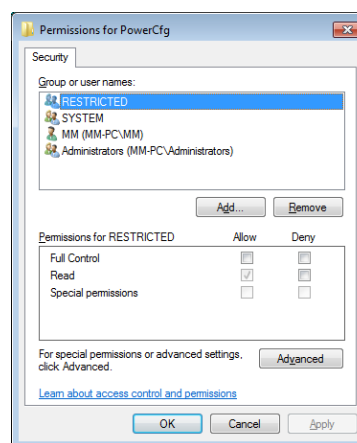 Permissions for PowerCfg
Security
Group or user names:
RESTRICTED
SYSTEM
MM (MM-PC\MM)
Administrators (MM-PC\Administrators)
Add... Remove
Permissions for RESTRICTED Allow Deny
Full Control
Read
Special permissions
For special permissions or advanced settings, click Advanced.
Advanced
Learn about access control and permissions
OK Cancel Apply